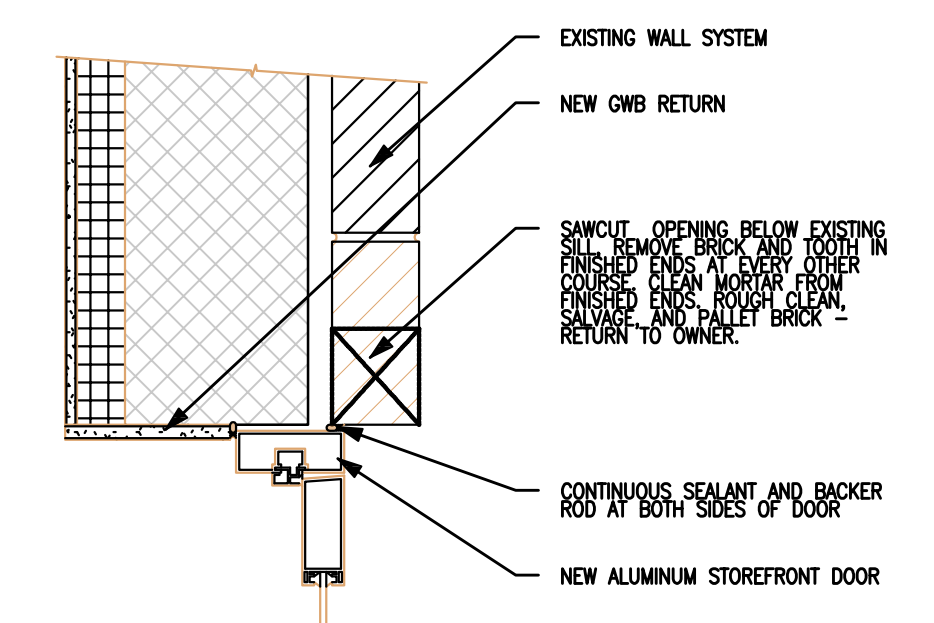 EXISTING WALL SYSTEM
NEW GWB RETURN
SAWCUT OPENING BELOW EXISTING
SILL. REMOVE BRICK AND TOOTH IN
FINISHED ENDS AT EVERY OTHER
COURSE. CLEAN MORTAR FROM
FINISHED ENDS. ROUGH CLEAN,
SALVAGE, AND PALLET BRICK –
RETURN TO OWNER.
CONTINUOUS SEALANT AND BACKER
ROD AT BOTH SIDES OF DOOR
NEW ALUMINUM STOREFRONT DOOR